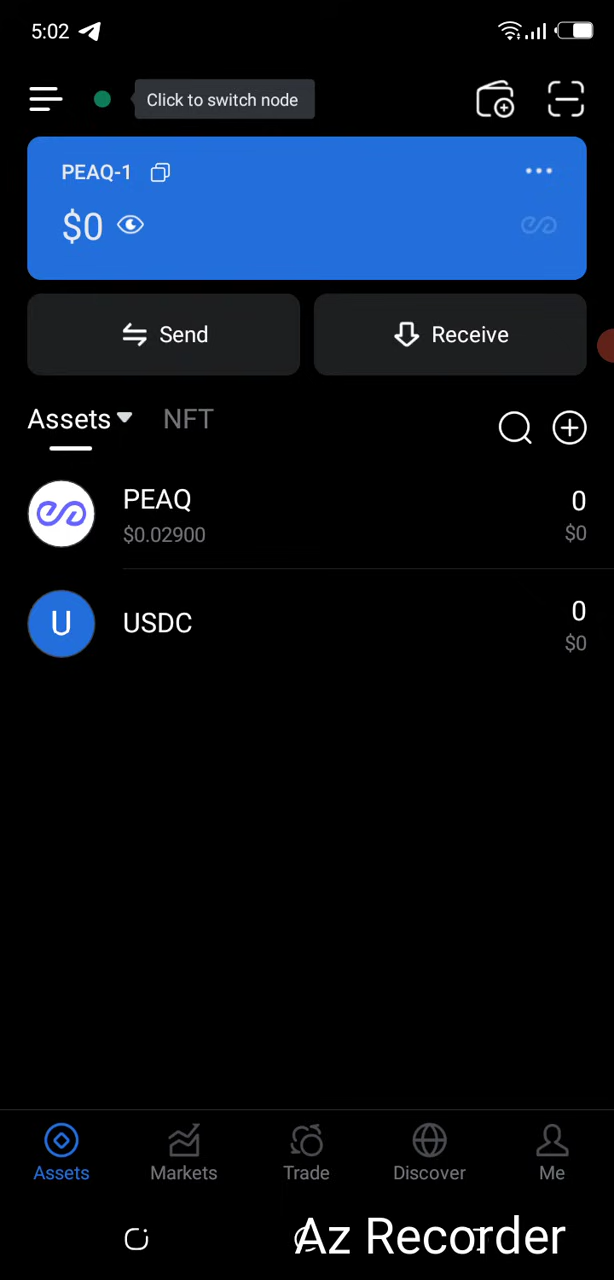 5:02
Click to switch node
PEAQ-1
$0
Send
Receive
Assets
NFT
PEAQ
0
$0.02900
$0
U
USDC
0
$0
Assets
Markets
Trade
Discover
Me
Az Recorder